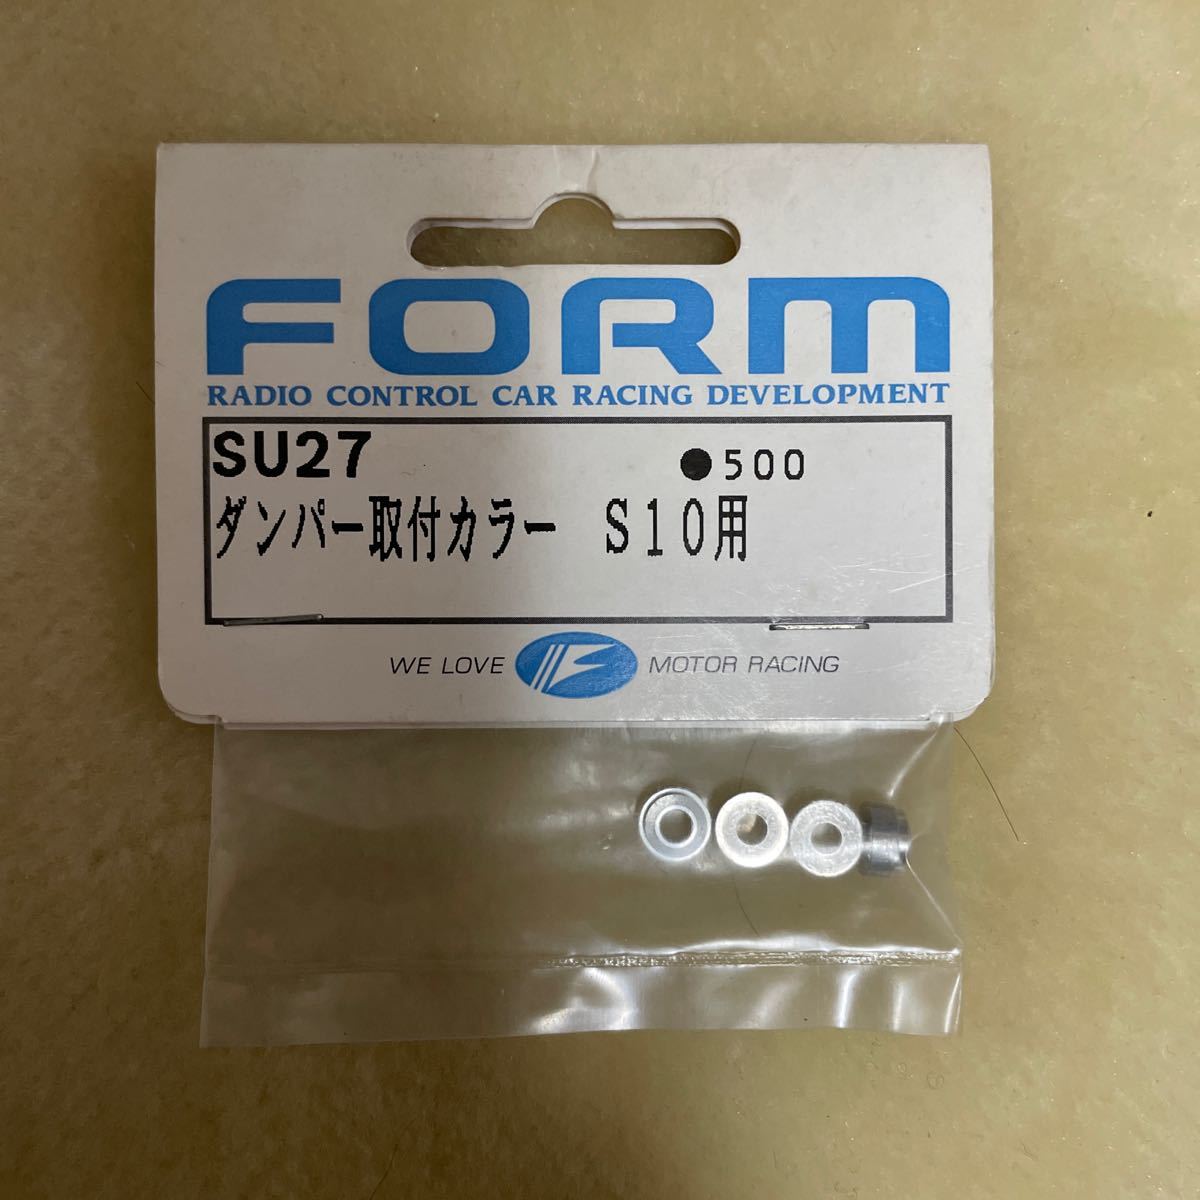 FORM
RADIO CONTROL CAR RACING DEVELOPMENT
SU27 ●500
ダンパー取付カラー S10用
WE LOVE F MOTOR RACING